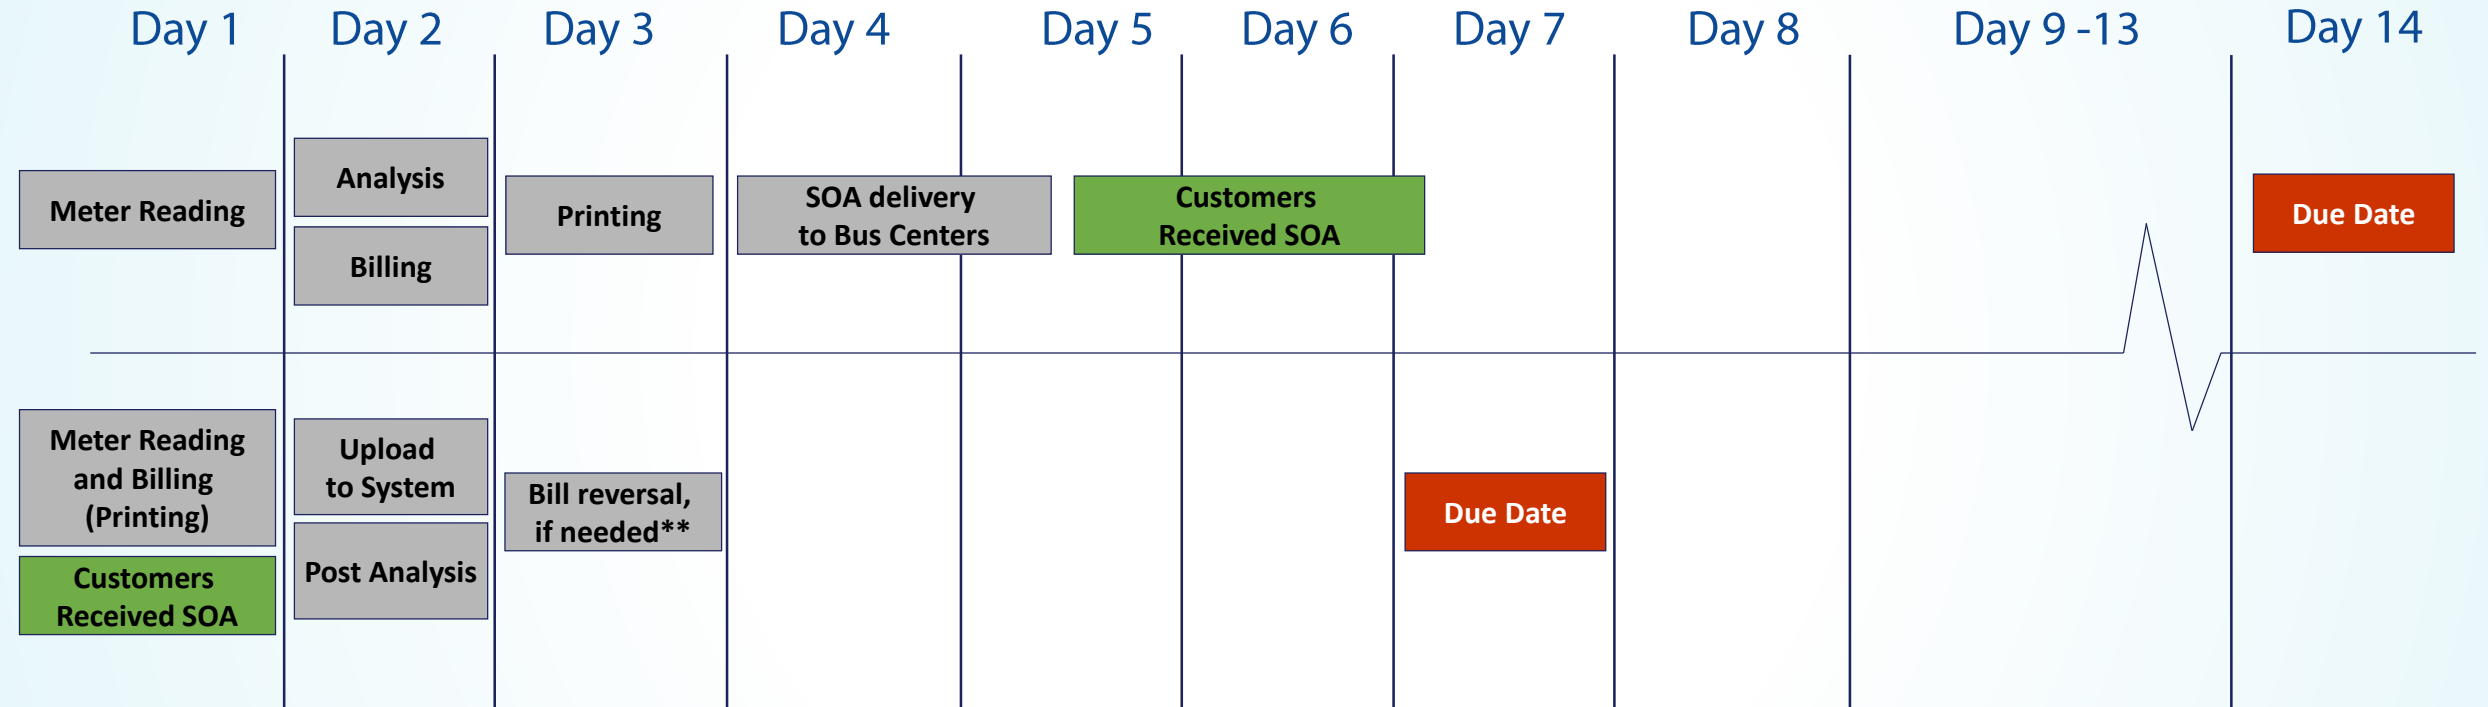 Day 1
Day 2
Day 3
Day 4
Day 5
Day 6
Day 7
Day 8
Day 9 -13
Day 14
Meter Reading
Analysis
Billing
Printing
SOA delivery
to Bus Centers
Customers
Received SOA
Due Date
Meter Reading
and Billing
(Printing)
Customers
Received SOA
Upload
to System
Post Analysis
Bill reversal,
if needed**
Due Date